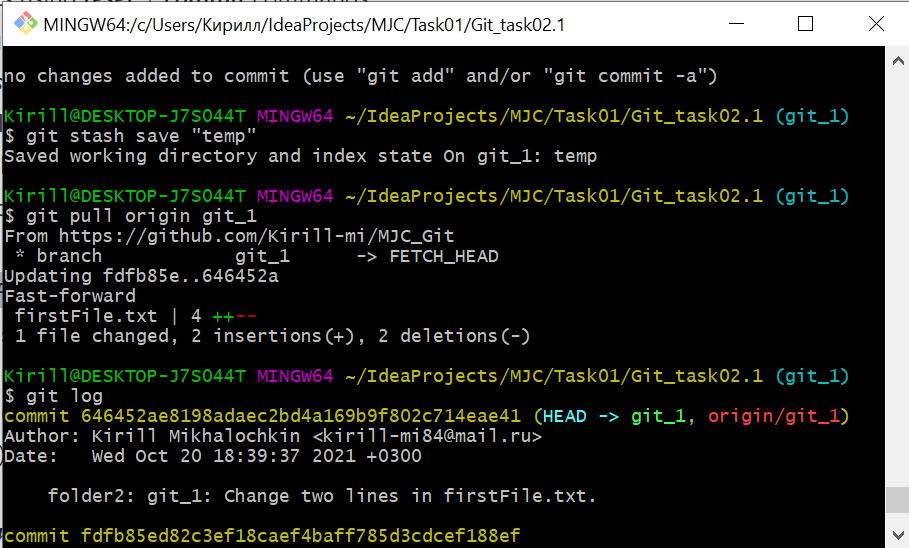 MINGW64:/c/Users/Кирилл/IdeaProjects/MJC/Task01/Git_task02.1
no changes added to commit (use "git add" and/or "git commit -a")
Kirill@DESKTOP-J7SO44T MINGW64 ~/IdeaProjects/MJC/Task01/Git_task02.1 (git_1)
$ git stash save "temp"
Saved working directory and index state On git_1: temp
Kirill@DESKTOP-J7SO44T MINGW64 ~/IdeaProjects/MJC/Task01/Git_task02.1 (git_1)
$ git pull origin git_1
From https://github.com/Kirill-mi/MJC_Git
 * branch            git_1      -> FETCH_HEAD
Updating fdfb85e..646452a
Fast-forward
 firstFile.txt | 4 ++--
 1 file changed, 2 insertions(+), 2 deletions(-)
Kirill@DESKTOP-J7SO44T MINGW64 ~/IdeaProjects/MJC/Task01/Git_task02.1 (git_1)
$ git log
commit 646452ae8198adaec2bd4a169b9f802c714eae41 (HEAD -> git_1, origin/git_1)
Author: Kirill Mikhalochkin <kirill-mi84@mail.ru>
Date:   Wed Oct 20 18:39:37 2021 +0300
    folder2: git_1: Change two lines in firstFile.txt.
commit fdfb85ed82c3ef18caef4baff785d3cdcef188ef